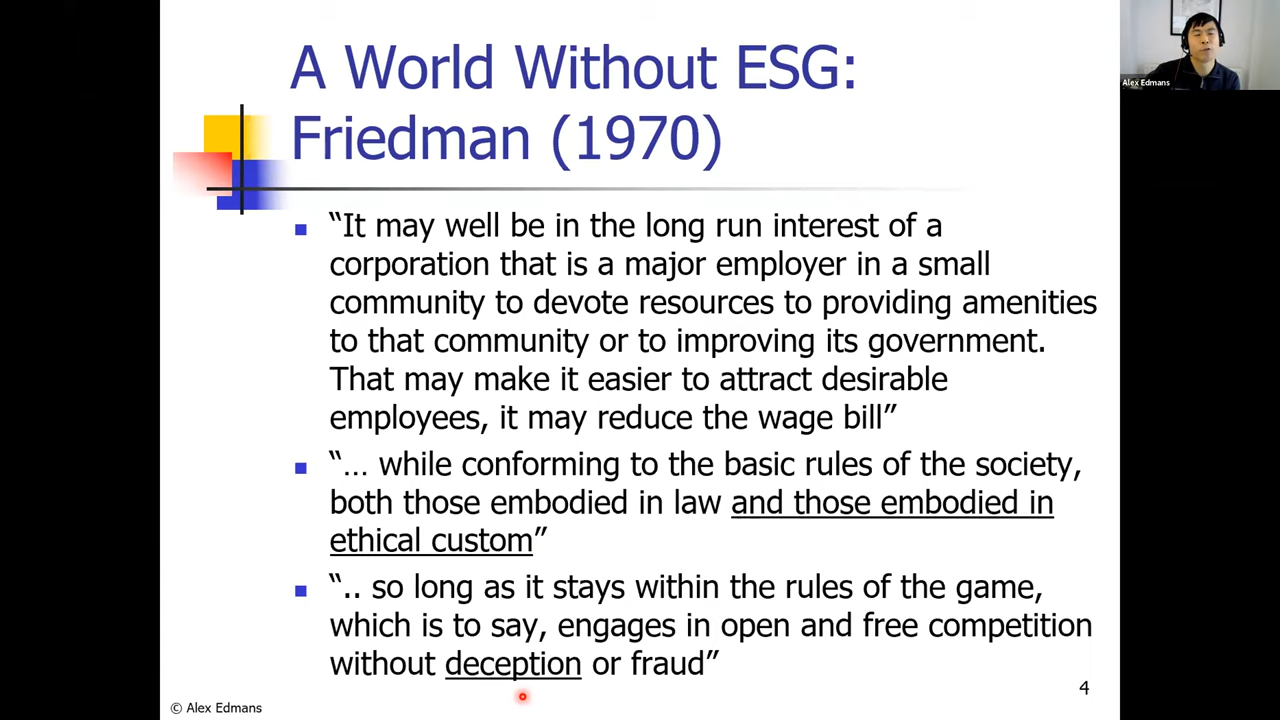 A World Without ESG:
Friedman (1970)
Alex Edmans
“It may well be in the long run interest of a
corporation that is a major employer in a small
community to devote resources to providing amenities
to that community or to improving its government.
That may make it easier to attract desirable
employees, it may reduce the wage bill”
“… while conforming to the basic rules of the society,
both those embodied in law and those embodied in
ethical custom”
“.. so long as it stays within the rules of the game,
which is to say, engages in open and free competition
without deception or fraud”
4
© Alex Edmans